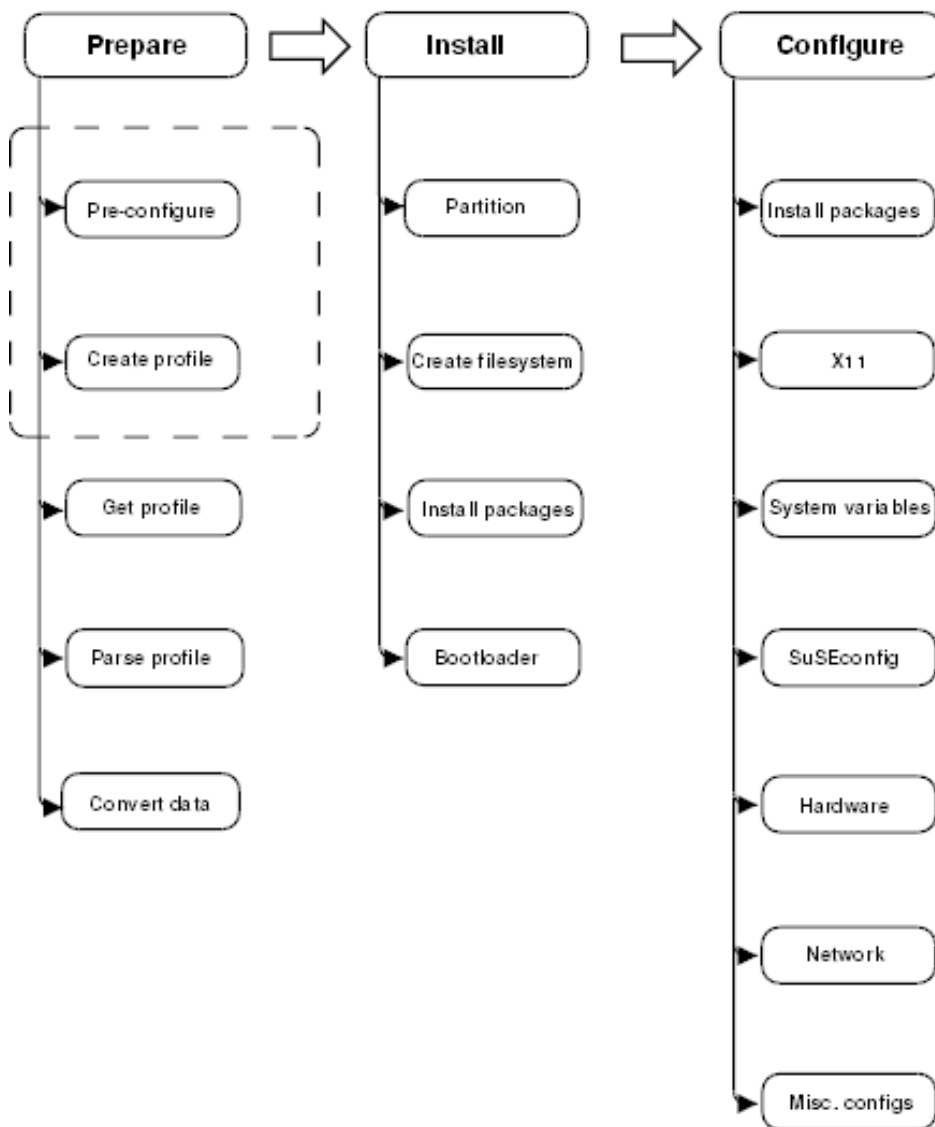 Prepare
Install
Configure
Pre-configure
Partition
Install packages
Create profile
Create filesystem
X11
Get profile
Install packages
System variables
Parse profile
Bootloader
SuSEconfig
Convert data
Hardware
Network
Misc. configs